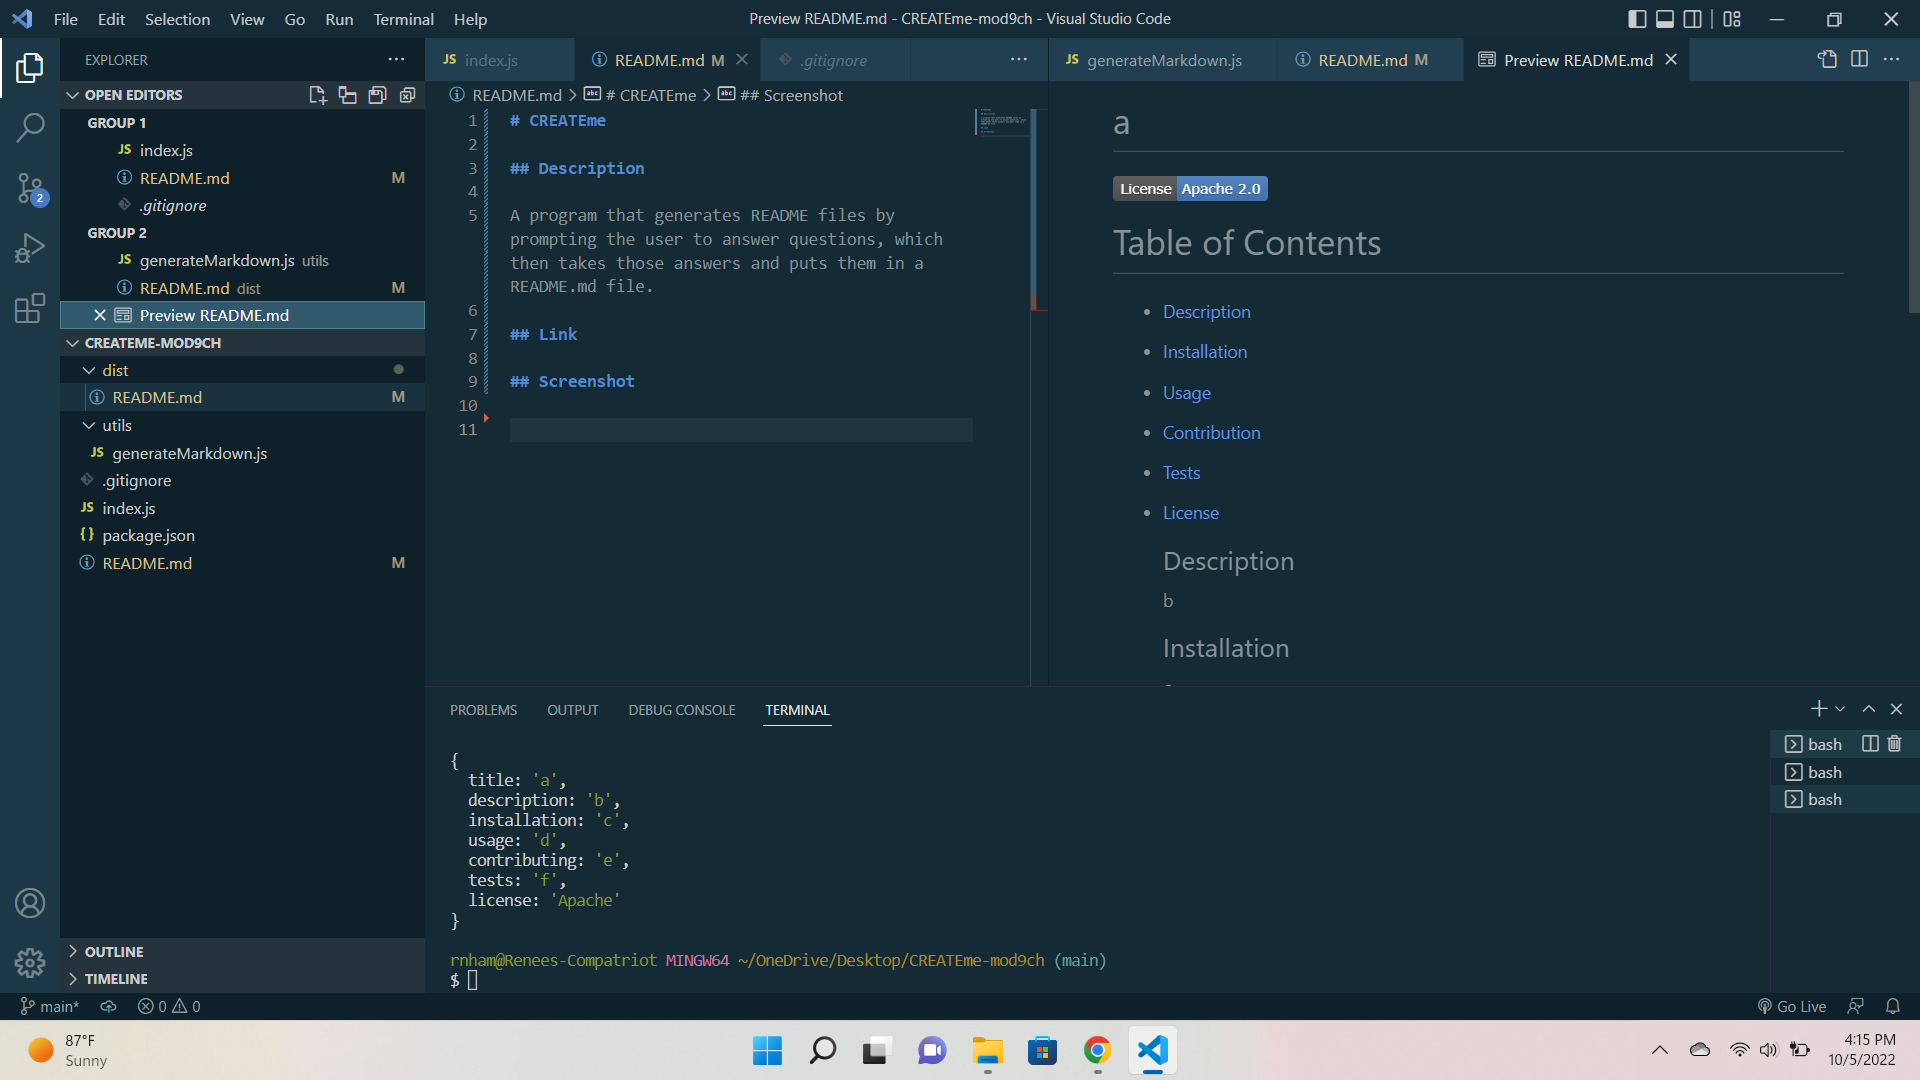 File Edit Selection View Go Run Terminal Help
Preview README.md - CREATEme-mod9ch - Visual Studio Code
EXPLORER
OPEN EDITORS
GROUP 1
JS index.js
README.md M
.gitignore
GROUP 2
JS generateMarkdown.js utils
README.md dist M
Preview README.md
CREATEME-MOD9CH
dist
README.md M
utils
JS generateMarkdown.js
.gitignore
JS index.js
{} package.json
README.md M
OUTLINE
TIMELINE
2
JS index.js
README.md M
.gitignore
README.md > abc # CREATEme > abc ## Screenshot
1 # CREATEme
2
3 ## Description
4
5 A program that generates README files by
prompting the user to answer questions, which
then takes those answers and puts them in a
README.md file.
6
7 ## Link
8
9 ## Screenshot
10
11
JS generateMarkdown.js
README.md M
Preview README.md
a
License Apache 2.0
Table of Contents
• Description
• Installation
• Usage
• Contribution
• Tests
• License
Description
b
Installation
PROBLEMS OUTPUT DEBUG CONSOLE TERMINAL
{
title: 'a',
description: 'b',
installation: 'c',
usage: 'd',
contributing: 'e',
tests: 'f',
license: 'Apache'
}
rnham@Renees-Compatriot MINGW64 ~/OneDrive/Desktop/CREATEme-mod9ch (main)
$
bash
bash
bash
main* 0 0
Go Live
87°F
Sunny
4:15 PM
10/5/2022